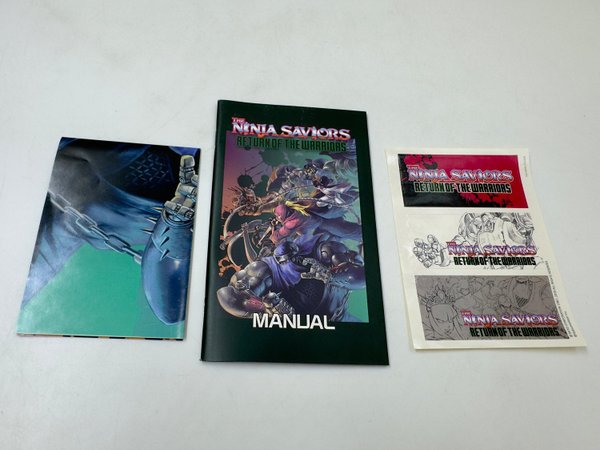 THE
NINJA SAVIORS
RETURN OF THE WARRIORS
MANUAL
THE
NINJA SAVIORS
RETURN OF THE WARRIORS
THE
NINJA SAVIORS
RETURN OF THE WARRIORS
THE
NINJA SAVIORS
RETURN OF THE WARRIORS